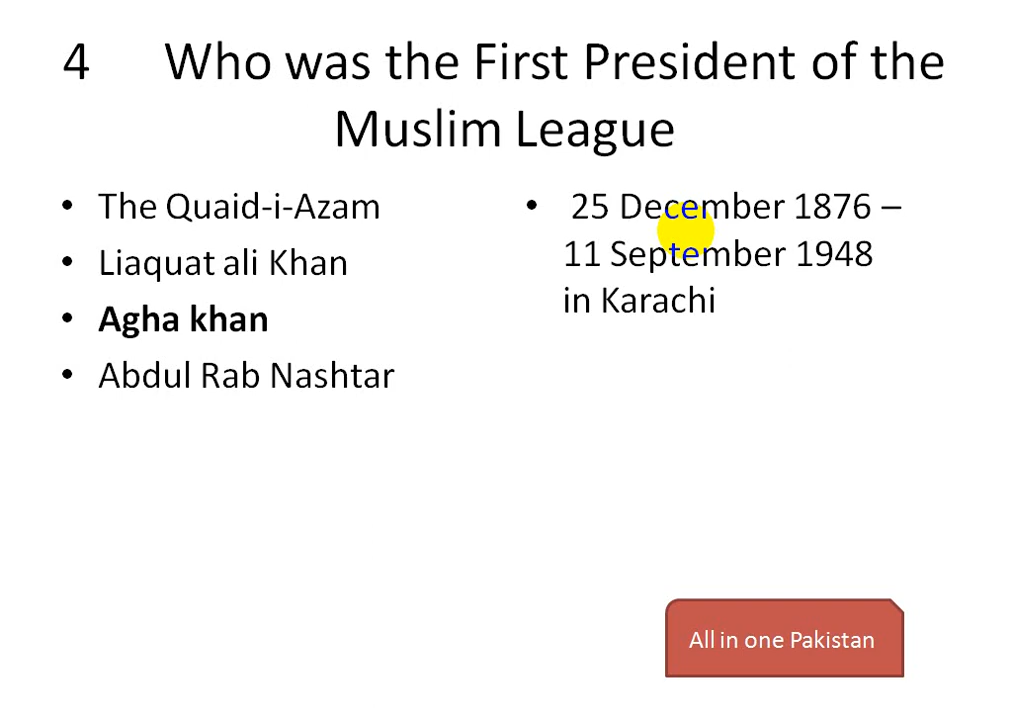 4 Who was the First President of the
Muslim League
• The Quaid-i-Azam
• Liaquat ali Khan
• Agha khan
• Abdul Rab Nashtar
• 25 December 1876 –
11 September 1948
in Karachi
All in one Pakistan